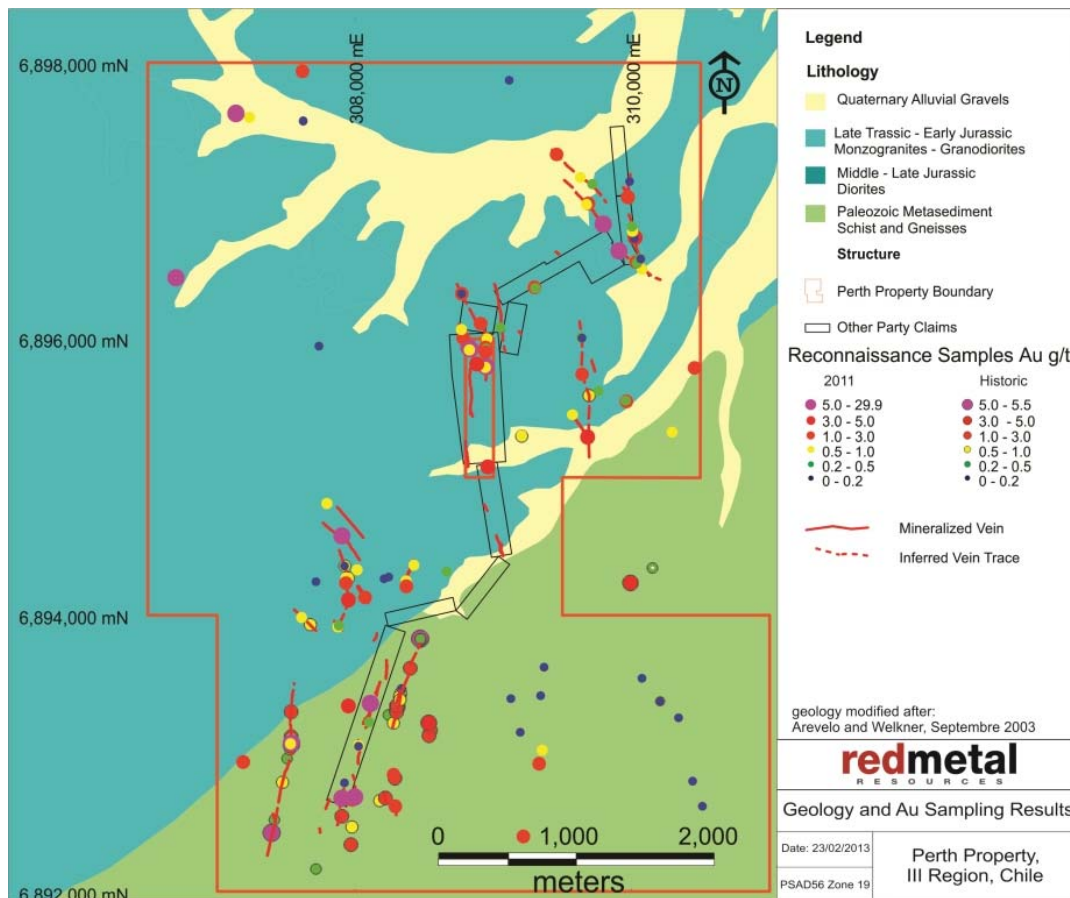 6,898,000 mN
6,896,000 mN
6,894,000 mN
6,892,000 mN
308,000 mE
310,000 mE
N
0 1,000 2,000
meters
Legend
Lithology
Quaternary Alluvial Gravels
Late Trassic - Early Jurassic
Monzogranites - Granodiorites
Middle - Late Jurassic
Diorites
Paleozoic Metasediment
Schist and Gneisses
Structure
Perth Property Boundary
Other Party Claims
Reconnaissance Samples Au g/t
2011
5.0 - 29.9
3.0 - 5.0
1.0 - 3.0
0.5 - 1.0
0.2 - 0.5
0 - 0.2
Historic
5.0 - 5.5
3.0 - 5.0
1.0 - 3.0
0.5 - 1.0
0.2 - 0.5
0 - 0.2
Mineralized Vein
Inferred Vein Trace
geology modified after:
Arevelo and Welkner, Septembre 2003
redmetal
RESOURCES
Geology and Au Sampling Results
Date: 23/02/2013
PSAD56 Zone 19
Perth Property,
III Region, Chile